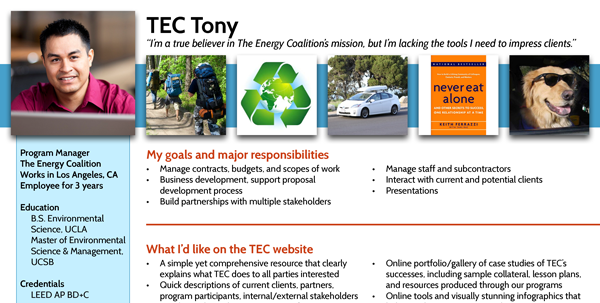 TEC Tony
"I'm a true believer in The Energy Coalition's mission, but I'm lacking the tools I need to impress clients."
NATIONAL BESTSELLER
never eat
alone
KEITH FERRAZZI
Program Manager
The Energy Coalition
Works in Los Angeles, CA
Employee for 3 years
Education
B.S. Environmental
Science, UCLA
Master of Environmental
Science & Management,
UCSB
Credentials
LEED AP BD+C
My goals and major responsibilities
• Manage contracts, budgets, and scopes of work
• Business development, support proposal
development process
• Build partnerships with multiple stakeholders
• Manage staff and subcontractors
• Interact with current and potential clients
• Presentations
What I'd like on the TEC website
• A simple yet comprehensive resource that clearly
explains what TEC does to all parties interested
• Quick descriptions of current clients, partners,
program participants, internal/external stakeholders
• Online portfolio/gallery of case studies of TEC's
successes, including sample collateral, lesson plans,
and resources produced through our programs
• Online tools and visually stunning infographics that